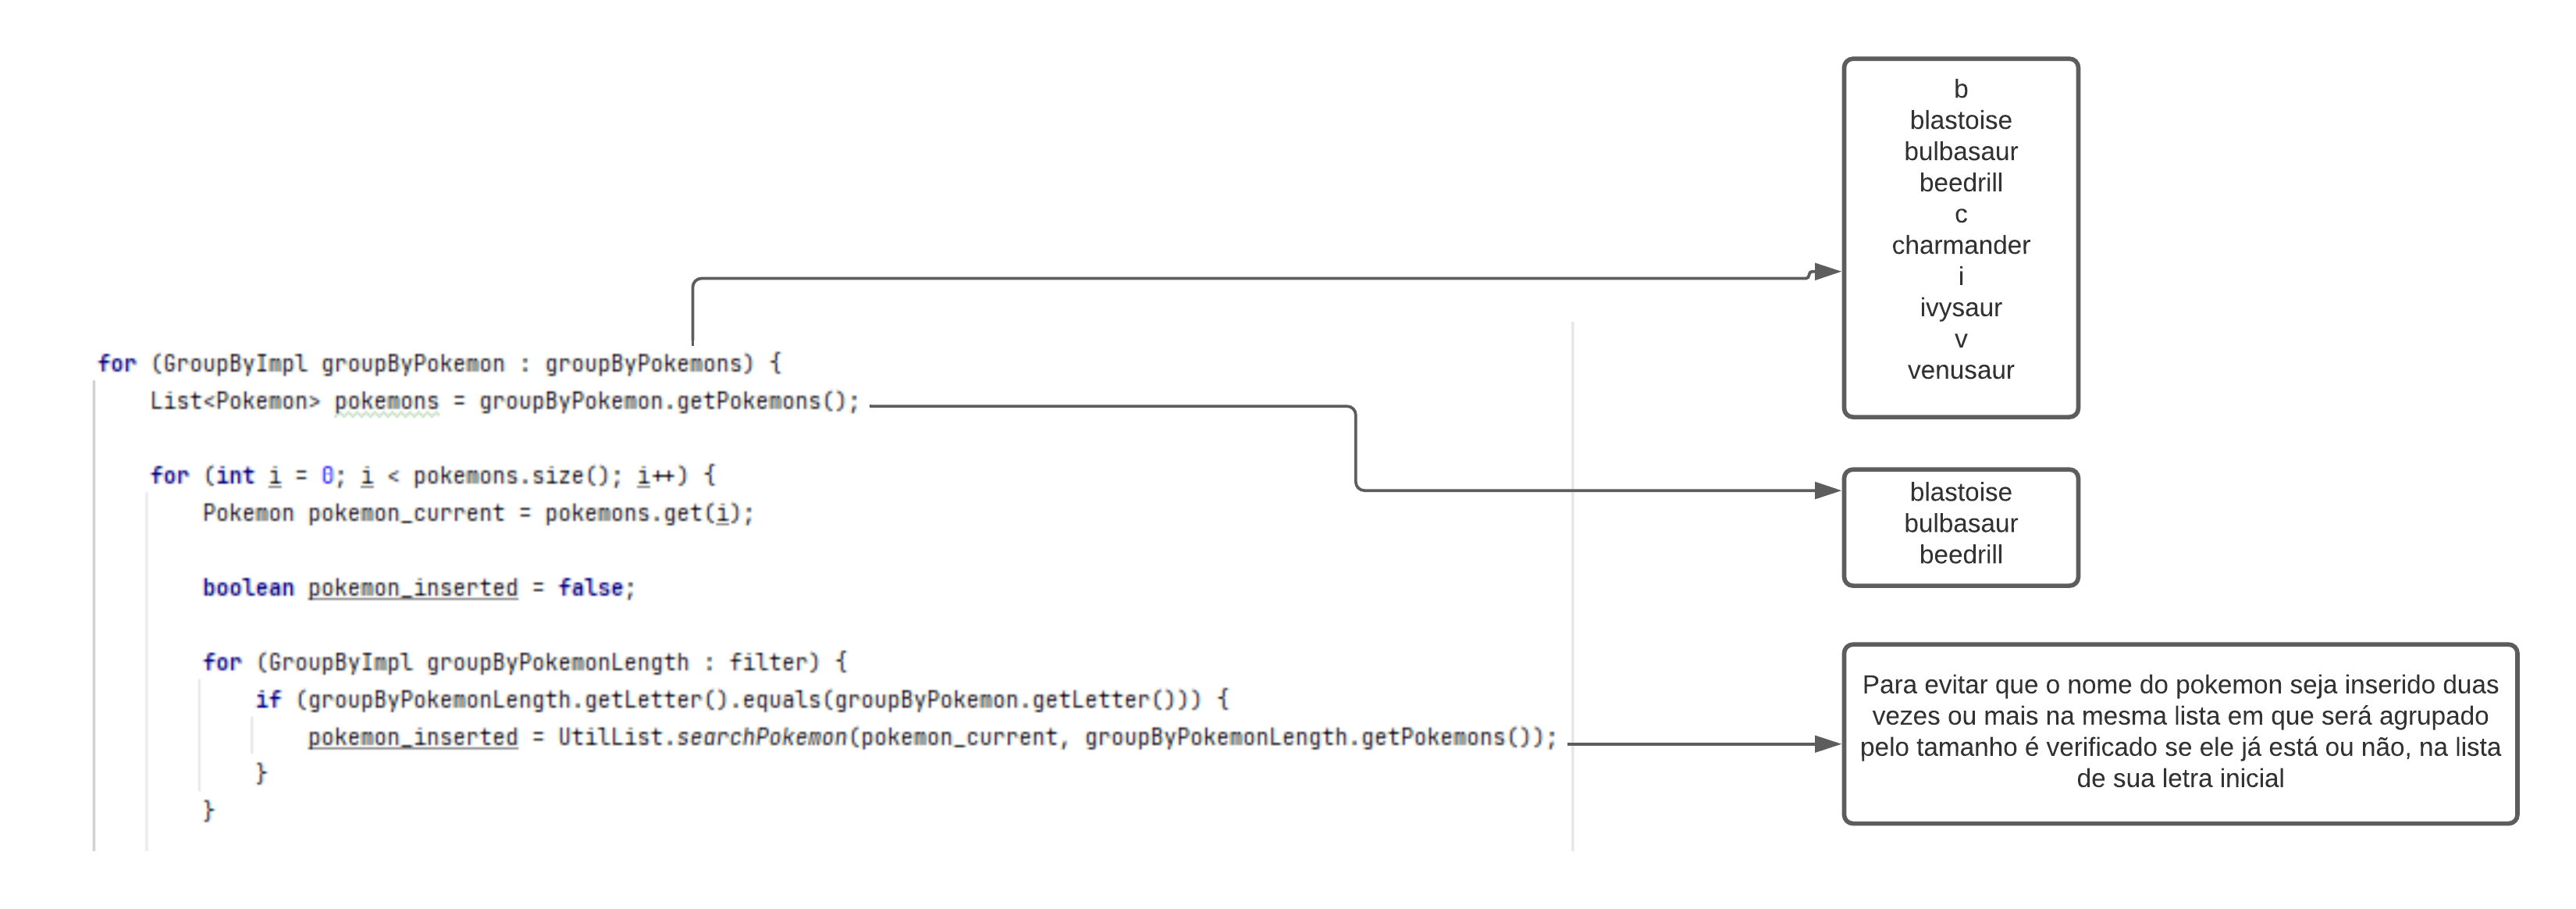 b
blastoise
bulbasaur
beedrill
c
charmander
i
ivysaur
v
venusaur
for (GroupByImpl groupByPokemon : groupByPokemons) {
List<Pokemon> pokemons = groupByPokemon.getPokemons();
for (int i = 0; i < pokemons.size(); i++) {
Pokemon pokemon_current = pokemons.get(i);
boolean pokemon_inserted = false;
for (GroupByImpl groupByPokemonLength : filter) {
if (groupByPokemonLength.getLetter().equals(groupByPokemon.getLetter())) {
pokemon_inserted = UtilList.searchPokemon(pokemon_current, groupByPokemonLength.getPokemons());
}
}
blastoise
bulbasaur
beedrill
Para evitar que o nome do pokemon seja inserido duas
vezes ou mais na mesma lista em que será agrupado
pelo tamanho é verificado se ele já está ou não, na lista
de sua letra inicial